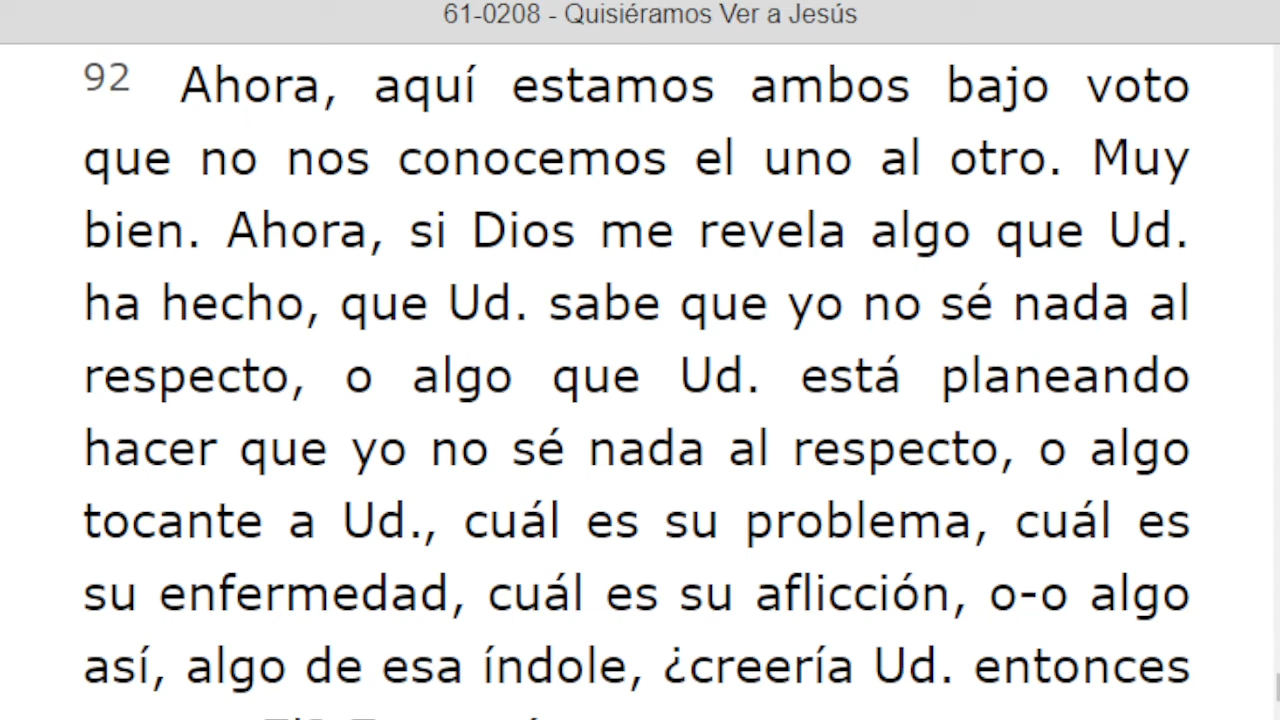 61-0208 - Quisiéramos Ver a Jesús
92 Ahora, aquí estamos ambos bajo voto
que no nos conocemos el uno al otro. Muy
bien. Ahora, si Dios me revela algo que Ud.
ha hecho, que Ud. sabe que yo no sé nada al
respecto, o algo que Ud. está planeando
hacer que yo no sé nada al respecto, o algo
tocante a Ud., cuál es su problema, cuál es
su enfermedad, cuál es su aflicción, o-o algo
así, algo de esa índole, ¿creería Ud. entonces